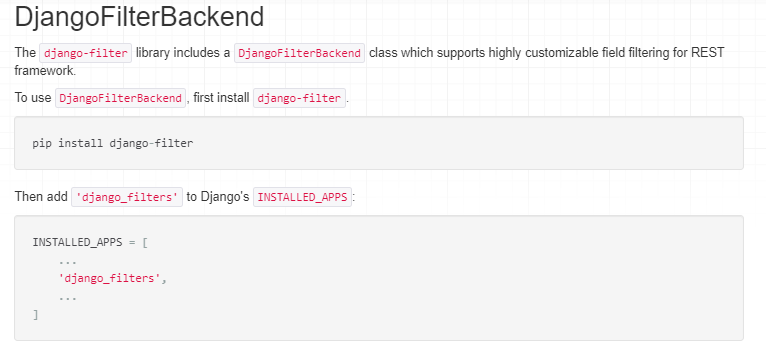 DjangoFilterBackend
The django-filter library includes a DjangoFilterBackend class which supports highly customizable field filtering for REST
framework.
To use DjangoFilterBackend, first install django-filter.
pip install django-filter
Then add 'django_filters' to Django's INSTALLED_APPS:
INSTALLED_APPS = [
    ...
    'django_filters',
    ...
]